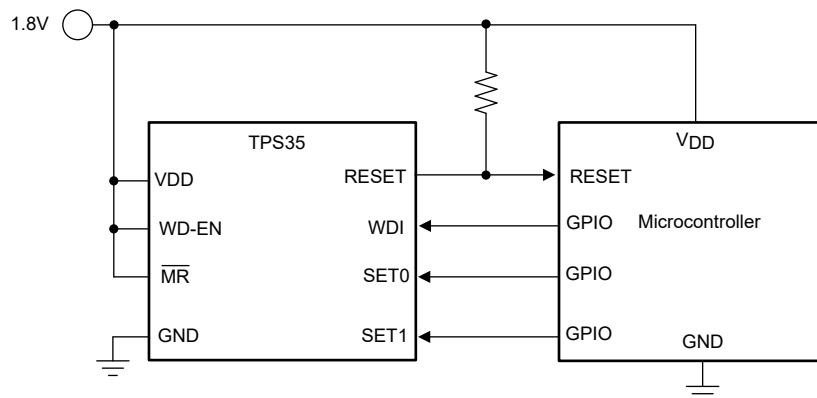 1.8V
TPS35
VDD
RESET
VDD
RESET
WD-EN
WDI
GPIO
Microcontroller
MR
SET0
GPIO
GND
SET1
GPIO
GND